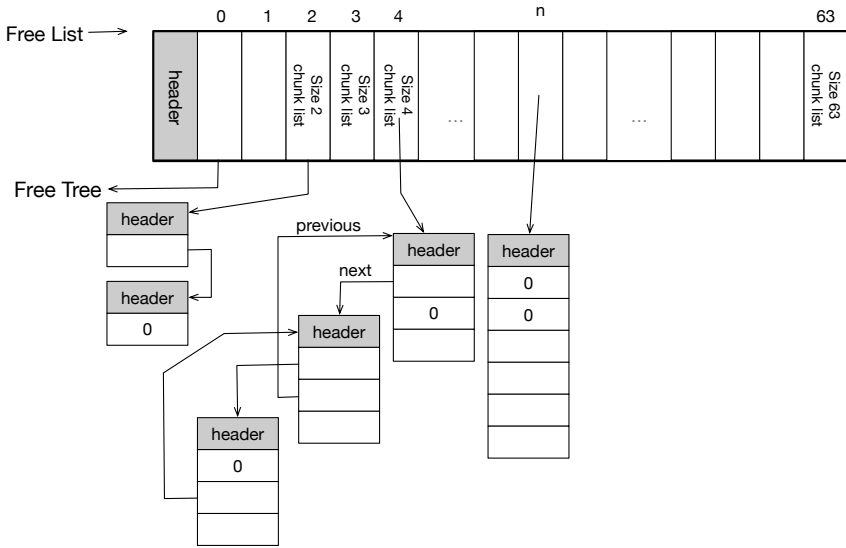 0 1 2 3 4 n 63
Free List
header
Size 2
chunk list
Size 3
chunk list
Size 4
chunk list
...
...
Size 63
chunk list
Free Tree
header
previous
header
header
0
next
0
header
0
0
header
header
0